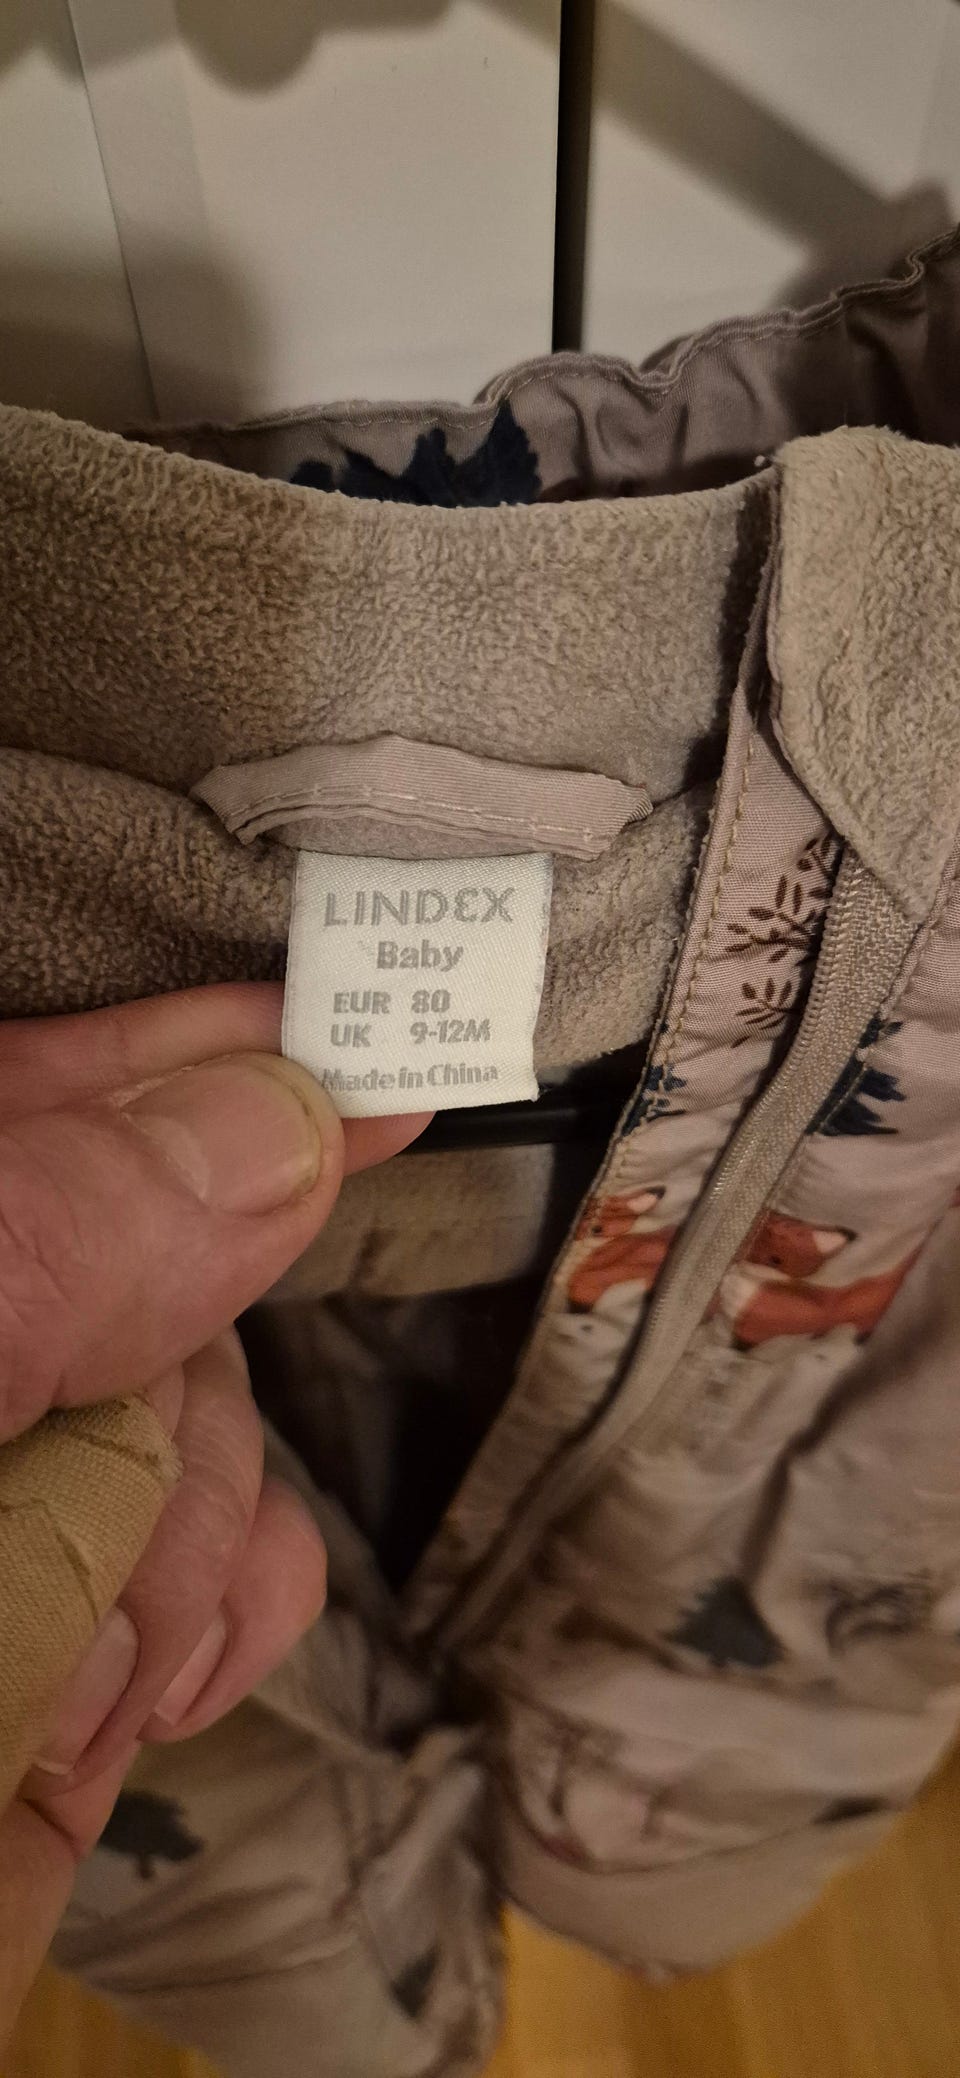 LINDEX
Baby
EUR 80
UK 9-12M
Made in China